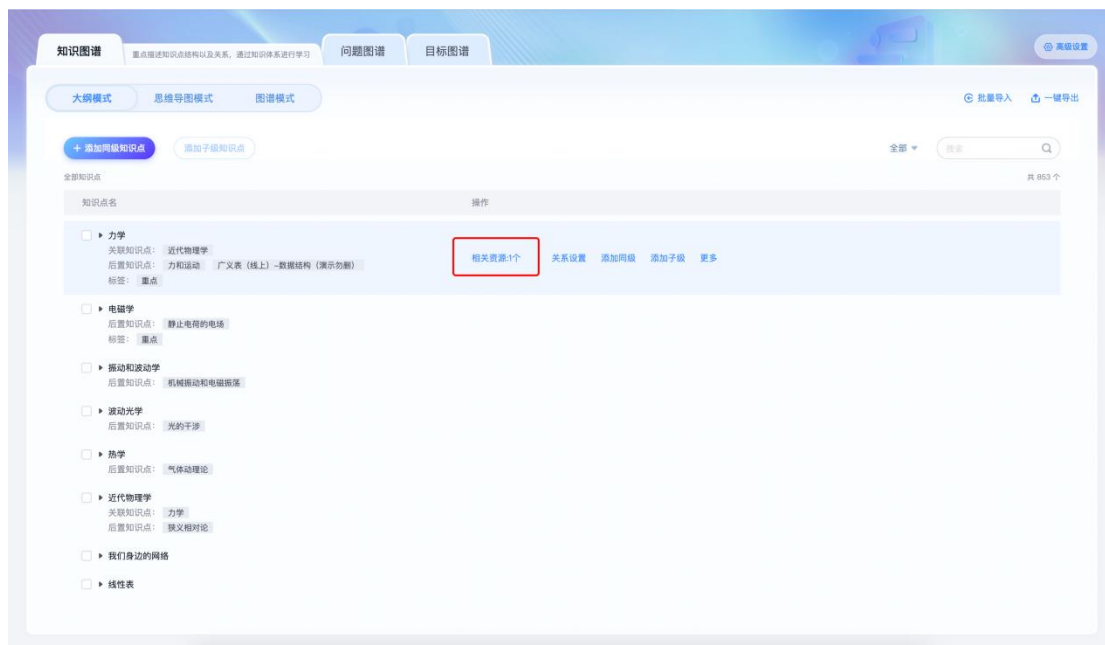 知识图谱 重点描述知识点结构以及关系，通过知识体系进行学习 问题图谱 目标图谱 高级设置
大纲模式 思维导图模式 图谱模式 批量导入 一键导出
+ 添加同级知识点 添加子级知识点 全部 搜索
全部知识点 共 853 个
知识点名 操作
力学
关联知识点： 近代物理学
后置知识点： 力和运动 广义表（线上）-数据结构（演示勿删）
标签： 重点
相关资源:1个 关系设置 添加同级 添加子级 更多
电磁学
后置知识点： 静止电荷的电场
标签： 重点
振动和波动学
后置知识点： 机械振动和电磁振荡
波动光学
后置知识点： 光的干涉
热学
后置知识点： 气体动理论
近代物理学
关联知识点： 力学
后置知识点： 狭义相对论
我们身边的网络
线性表